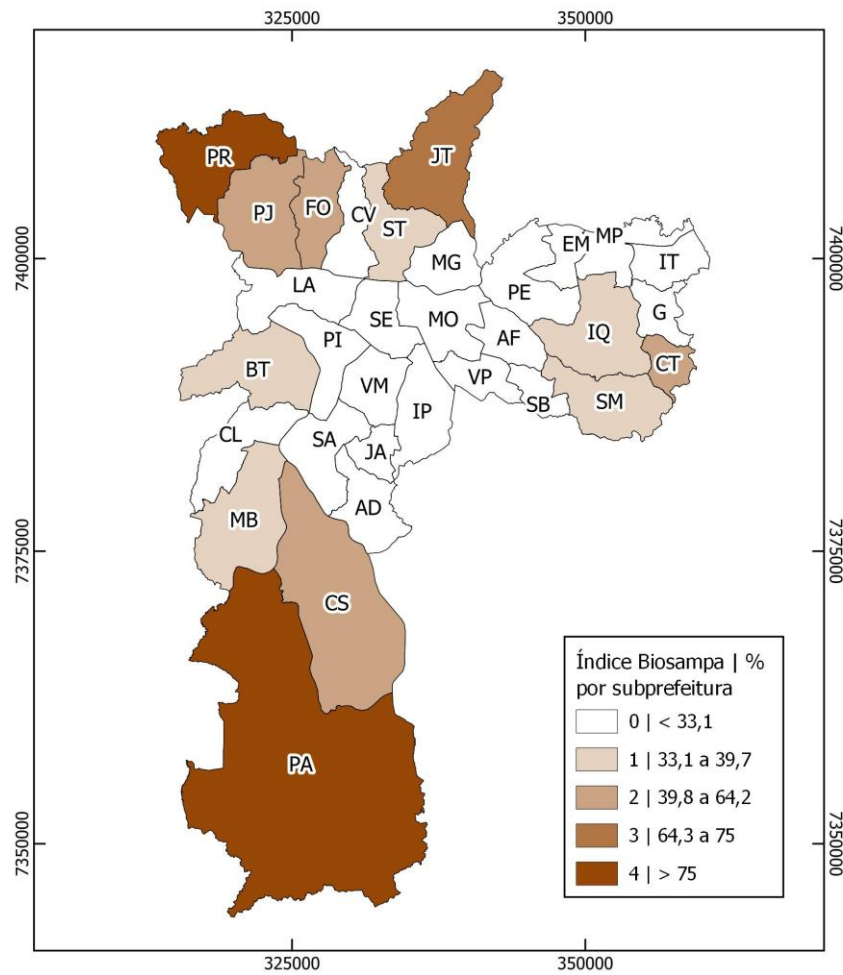 325000 350000
PR
JT
PJ
FO
CV
ST
MG
EM
MP
IT
7400000
7400000
LA
PE
G
SE
MO
IQ
PI
AF
CT
BT
VM
VP
SM
IP
SB
CL
SA
JA
AD
MB
7375000
7375000
CS
PA
Índice Biosampa | %
por subprefeitura
0 | < 33,1
1 | 33,1 a 39,7
2 | 39,8 a 64,2
3 | 64,3 a 75
4 | > 75
7350000
7350000
325000 350000